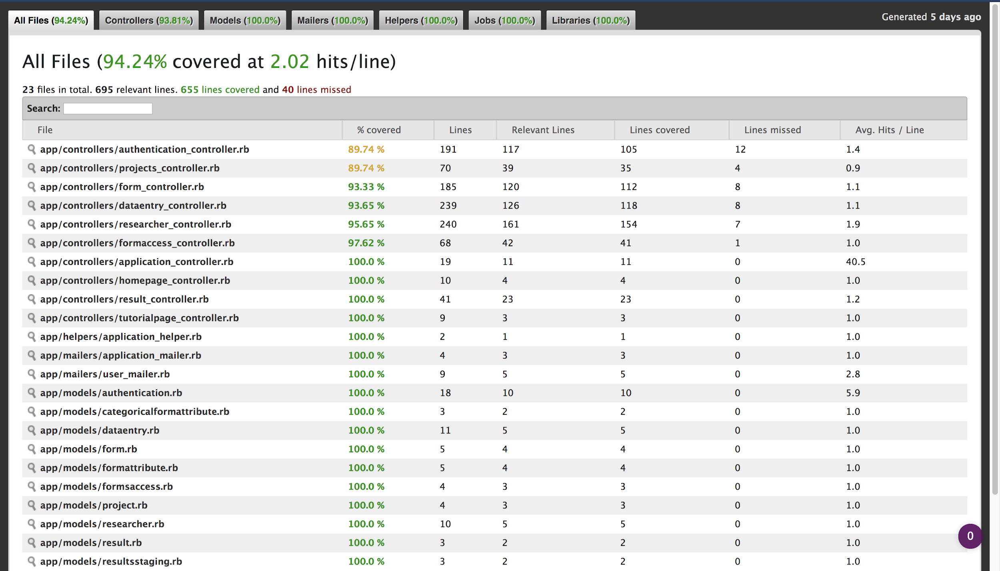 All Files (94.24%) Controllers (93.81%) Models (100.0%) Mailers (100.0%) Helpers (100.0%) Jobs (100.0%) Libraries (100.0%) Generated 5 days ago
All Files (94.24% covered at 2.02 hits/line)
23 files in total. 695 relevant lines. 655 lines covered and 40 lines missed
Search:
File % covered Lines Relevant Lines Lines covered Lines missed Avg. Hits / Line
app/controllers/authentication_controller.rb 89.74 % 191 117 105 12 1.4
app/controllers/projects_controller.rb 89.74 % 70 39 35 4 0.9
app/controllers/form_controller.rb 93.33 % 185 120 112 8 1.1
app/controllers/dataentry_controller.rb 93.65 % 239 126 118 8 1.1
app/controllers/researcher_controller.rb 95.65 % 240 161 154 7 1.9
app/controllers/formaccess_controller.rb 97.62 % 68 42 41 1 1.0
app/controllers/application_controller.rb 100.0 % 19 11 11 0 40.5
app/controllers/homepage_controller.rb 100.0 % 10 4 4 0 1.0
app/controllers/result_controller.rb 100.0 % 41 23 23 0 1.2
app/controllers/tutorialpage_controller.rb 100.0 % 9 3 3 0 1.0
app/helpers/application_helper.rb 100.0 % 2 1 1 0 1.0
app/mailers/application_mailer.rb 100.0 % 4 3 3 0 1.0
app/mailers/user_mailer.rb 100.0 % 9 5 5 0 2.8
app/models/authentication.rb 100.0 % 18 10 10 0 5.9
app/models/categoricalformattribute.rb 100.0 % 3 2 2 0 1.0
app/models/dataentry.rb 100.0 % 11 5 5 0 1.0
app/models/form.rb 100.0 % 5 4 4 0 1.0
app/models/formattribute.rb 100.0 % 5 4 4 0 1.0
app/models/formsaccess.rb 100.0 % 4 3 3 0 1.0
app/models/project.rb 100.0 % 4 3 3 0 1.0
app/models/researcher.rb 100.0 % 10 5 5 0 1.0
0
app/models/result.rb 100.0 % 3 2 2 0 1.0
app/models/resultsstaging.rb 100.0 % 3 2 2 0 1.0